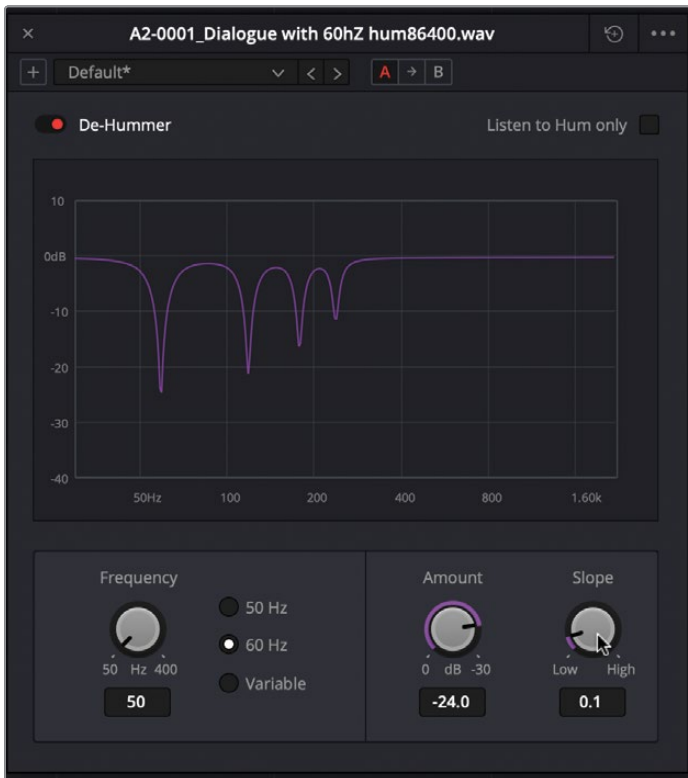 × A2-0001_Dialogue with 60hZ hum86400.wav
+ Default* < > A → B
De-Hummer Listen to Hum only
10
0dB
-10
-20
-30
-40
50Hz 100 200 400 800 1.60k
Frequency
50 Hz 400
50
50 Hz
60 Hz
Variable
Amount
0 dB -30
-24.0
Slope
Low High
0.1